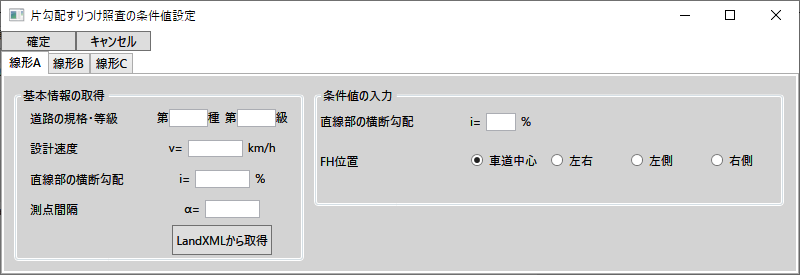 片勾配すりつけ照査の条件値設定
確定 キャンセル
線形A 線形B 線形C
基本情報の取得
道路の規格・等級 第 種 第 級
設計速度 v= km/h
直線部の横断勾配 i= %
測点間隔 α=
LandXMLから取得
条件値の入力
直線部の横断勾配 i= %
FH位置 車道中心 左右 左側 右側